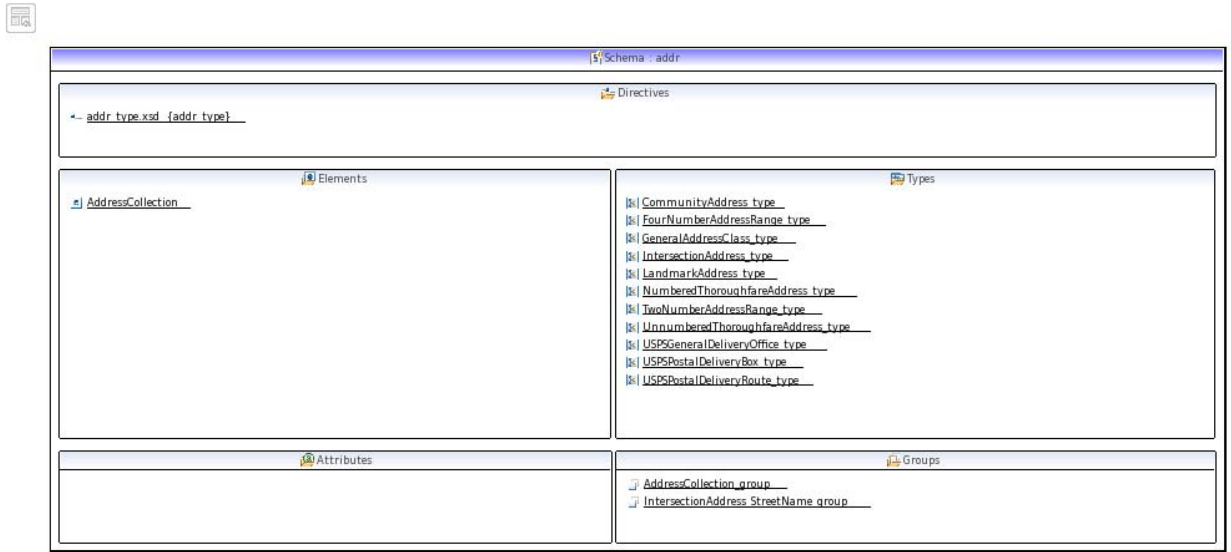 Schema : addr
Directives
addr_type.xsd {addr_type}
Elements
AddressCollection
Types
CommunityAddress_type
FourNumberAddressRange_type
GeneralAddressClass_type
IntersectionAddress_type
LandmarkAddress_type
NumberedThoroughfareAddress_type
TwoNumberAddressRange_type
UnnumberedThoroughfareAddress_type
USPSGeneralDeliveryOffice_type
USPSPostalDeliveryBox_type
USPSPostalDeliveryRoute_type
Attributes
Groups
AddressCollection_group
IntersectionAddress_StreetName_group